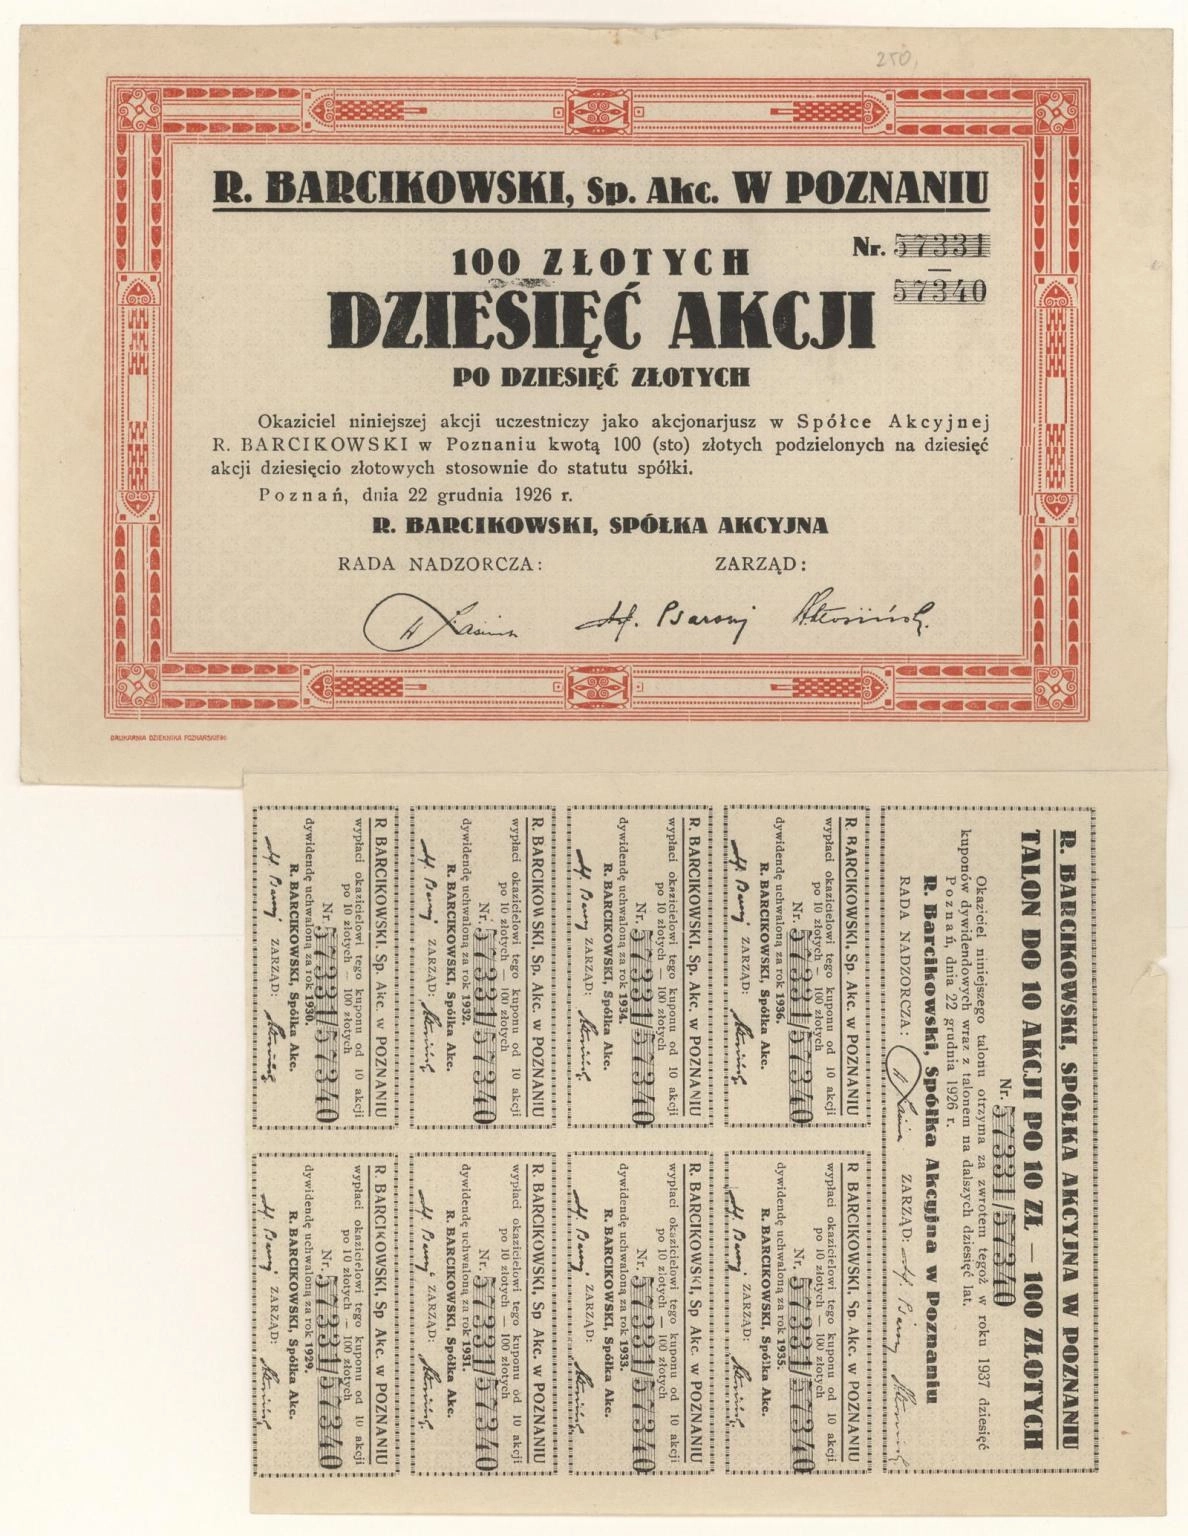 250,
R. BARCIKOWSKI, Sp. Akc. W POZNANIU
Nr. 57331
—
57340
100 ZŁOTYCH
DZIESIĘĆ AKCJI
PO DZIESIĘĆ ZŁOTYCH
Okaziciel niniejszej akcji uczestniczy jako akcjonarjusz w Spółce Akcyjnej
R. BARCIKOWSKI w Poznaniu kwotą 100 (sto) złotych podzielonych na dziesięć
akcji dziesięcio złotowych stosownie do statutu spółki.
Poznań, dnia 22 grudnia 1926 r.
R. BARCIKOWSKI, SPÓŁKA AKCYJNA
RADA NADZORCZA: ZARZĄD:
DRUKARNIA DZIENNIKA POZNAŃSKIEGO
R. BARCIKOWSKI, SPÓŁKA AKCYJNA W POZNANIU
TALON DO 10 AKCJI PO 10 ZŁ — 100 ZŁOTYCH
Nr. 57331/57340
Okaziciel niniejszego talonu otrzyma za zwrotem tegoż w roku 1937 dziesięć
kuponów dywidendowych wraz z talonem na dalszych dziesięć lat.
Poznań, dnia 22 grudnia 1926 r.
R. Barcikowski, Spółka Akcyjna w Poznaniu
RADA NADZORCZA: ZARZĄD:
R. BARCIKOWSKI, Sp. Akc. w POZNANIU
wypłaci okazicielowi tego kuponu od 10 akcji
po 10 złotych — 100 złotych
Nr. 57331/57340
dywidendę uchwaloną za rok 1936.
R. BARCIKOWSKI, Spółka Akc.
ZARZĄD:
R. BARCIKOWSKI, Sp. Akc. w POZNANIU
wypłaci okazicielowi tego kuponu od 10 akcji
po 10 złotych — 100 złotych
Nr. 57331/57340
dywidendę uchwaloną za rok 1935.
R. BARCIKOWSKI, Spółka Akc.
ZARZĄD:
R. BARCIKOWSKI, Sp. Akc. w POZNANIU
wypłaci okazicielowi tego kuponu od 10 akcji
po 10 złotych — 100 złotych
Nr. 57331/57340
dywidendę uchwaloną za rok 1934.
R. BARCIKOWSKI, Spółka Akc.
ZARZĄD:
R. BARCIKOWSKI, Sp. Akc. w POZNANIU
wypłaci okazicielowi tego kuponu od 10 akcji
po 10 złotych — 100 złotych
Nr. 57331/57340
dywidendę uchwaloną za rok 1933.
R. BARCIKOWSKI, Spółka Akc.
ZARZĄD:
R. BARCIKOWSKI, Sp. Akc. w POZNANIU
wypłaci okazicielowi tego kuponu od 10 akcji
po 10 złotych — 100 złotych
Nr. 57331/57340
dywidendę uchwaloną za rok 1932.
R. BARCIKOWSKI, Spółka Akc.
ZARZĄD:
R. BARCIKOWSKI, Sp Akc. w POZNANIU
wypłaci okazicielowi tego kuponu od 10 akcji
po 10 złotych — 100 złotych
Nr. 57331/57340
dywidendę uchwaloną za rok 1931.
R. BARCIKOWSKI, Spółka Akc.
ZARZĄD:
R BARCIKOWSKI, Sp. Akc. w POZNANIU
wypłaci okazicielowi tego kuponu od 10 akcji
po 10 złotych — 100 złotych
Nr. 57331/57340
dywidendę uchwaloną za rok 1930.
R. BARCIKOWSKI, Spółka Akc.
ZARZĄD:
R. BARCIKOWSKI, Sp Akc. w POZNANIU
wypłaci okazicielowi tego kuponu od 10 akcji
po 10 złotych — 100 złotych
Nr. 57331/57340
dywidendę uchwaloną za rok 1929.
R. BARCIKOWSKI, Spółka Akc.
ZARZĄD: